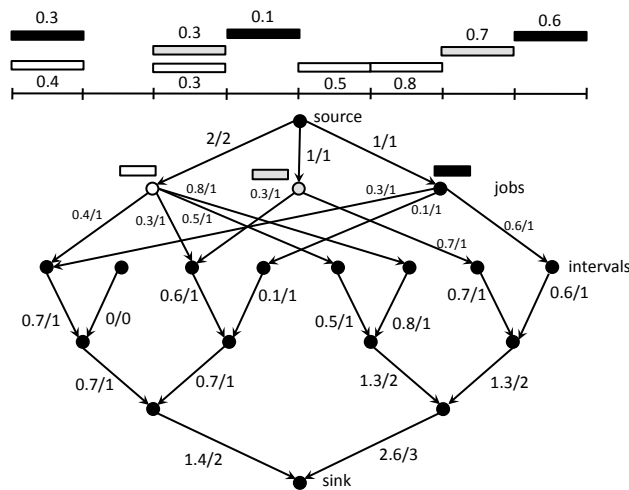 0.3 0.3 0.1 0.7 0.6
0.4 0.3 0.5 0.8
source
2/2 1/1 1/1
jobs
0.4/1 0.3/1 0.5/1 0.8/1 0.3/1 0.3/1 0.1/1 0.7/1 0.6/1
intervals
0.7/1 0/0 0.6/1 0.1/1 0.5/1 0.8/1 0.7/1 0.6/1
0.7/1 0.7/1 1.3/2 1.3/2
1.4/2 2.6/3
sink